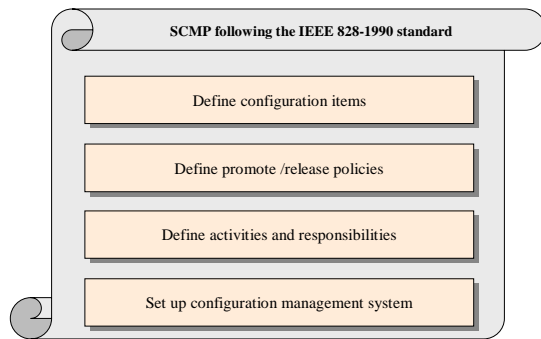 SCMP following the IEEE 828-1990 standard
Define configuration items
Define promote /release policies
Define activities and responsibilities
Set up configuration management system